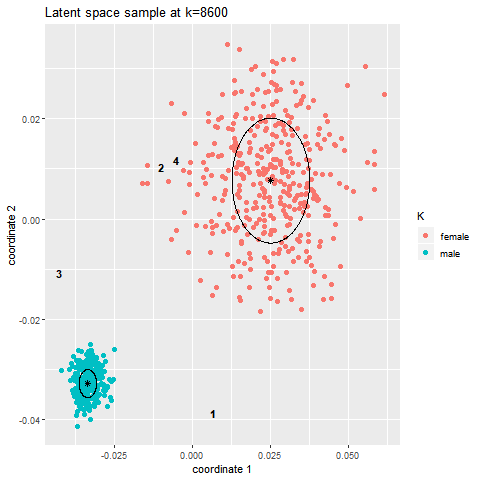 Latent space sample at k=8600
0.02
0.00
-0.02
-0.04
coordinate 2
2
4
3
1
-0.025
0.000
0.025
0.050
coordinate 1
K
female
male